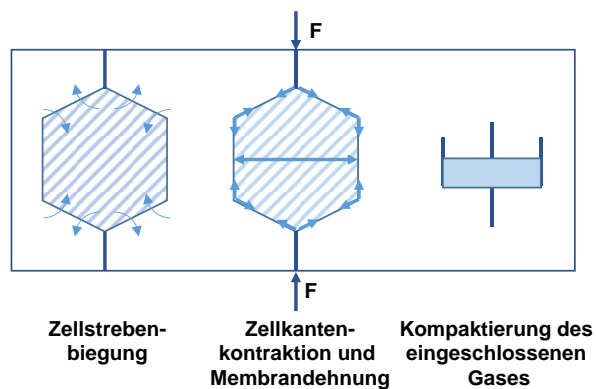 F
F
Zellstreben-
biegung
Zellkanten-
kontraktion und
Membrandehnung
Kompaktierung des
eingeschlossenen
Gases